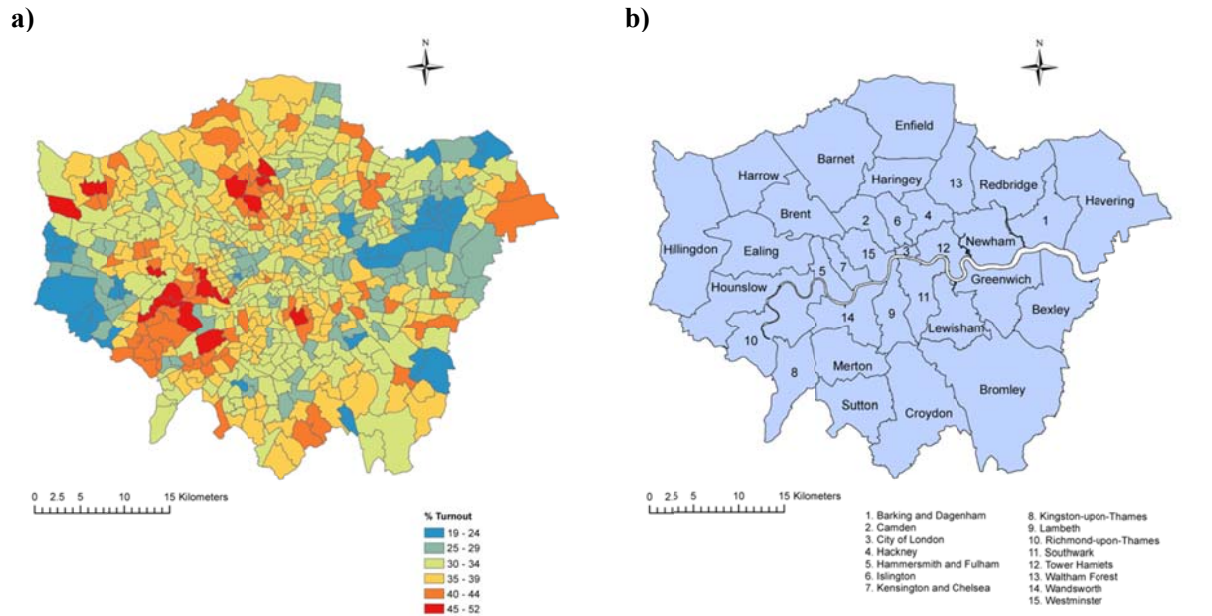 a)
N
0 2.5 5 10 15 Kilometers
% Turnout
19 - 24
25 - 29
30 - 34
35 - 39
40 - 44
45 - 52
b)
N
Enfield
Barnet
Harrow
Haringey
13
Redbridge
Havering
Brent
2
6
4
1
Hillingdon
Ealing
15
3
12
Newham
5
7
Hounslow
Greenwich
11
Bexley
14
9
10
Lewisham
8
Merton
Bromley
Sutton
Croydon
0 2.5 5 10 15 Kilometers
1. Barking and Dagenham
2. Camden
3. City of London
4. Hackney
5. Hammersmith and Fulham
6. Islington
7. Kensington and Chelsea
8. Kingston-upon-Thames
9. Lambeth
10. Richmond-upon-Thames
11. Southwark
12. Tower Hamlets
13. Waltham Forest
14. Wandsworth
15. Westminster